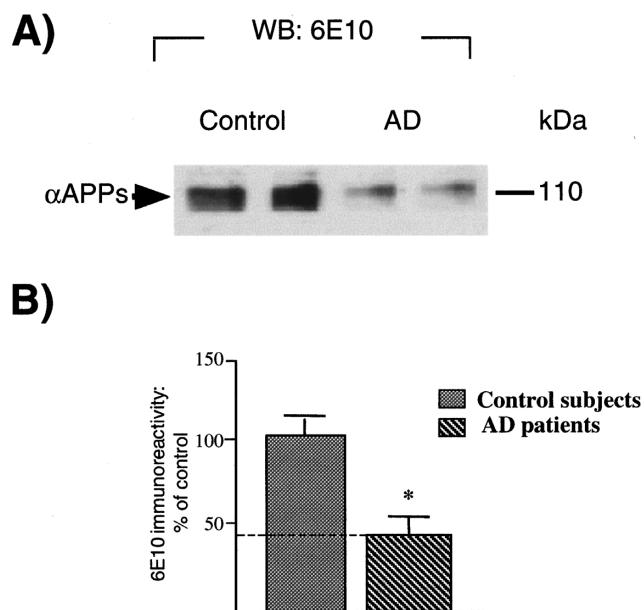 A)
WB: 6E10
Control AD kDa
αAPPs 110
B)
6E10 immunoreactivity:
% of control
150
100
50
Control subjects
AD patients
*